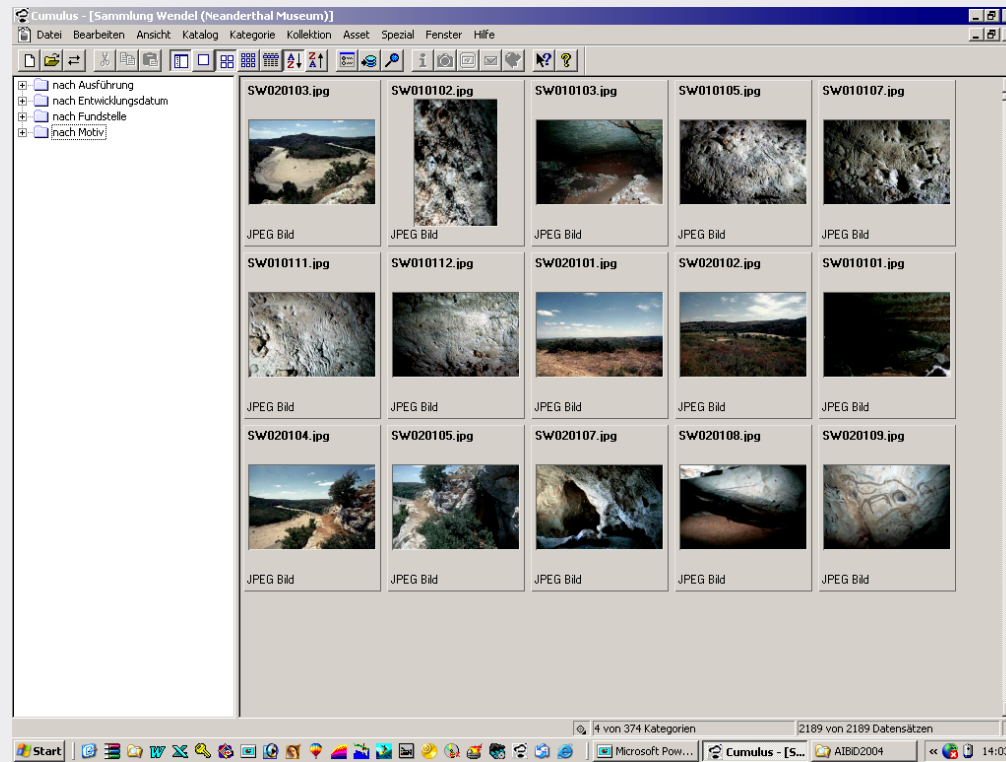 Cumulus - [Sammlung Wendel (Neanderthal Museum)]
Datei Bearbeiten Ansicht Katalog Kategorie Kollektion Asset Spezial Fenster Hilfe
nach Ausführung
nach Entwicklungsdatum
nach Fundstelle
nach Motiv
SW020103.jpg SW010102.jpg SW010103.jpg SW010105.jpg SW010107.jpg
JPEG Bild JPEG Bild JPEG Bild JPEG Bild JPEG Bild
SW010111.jpg SW010112.jpg SW020101.jpg SW020102.jpg SW010101.jpg
JPEG Bild JPEG Bild JPEG Bild JPEG Bild JPEG Bild
SW020104.jpg SW020105.jpg SW020107.jpg SW020108.jpg SW020109.jpg
JPEG Bild JPEG Bild JPEG Bild JPEG Bild JPEG Bild
4 von 374 Kategorien 2189 von 2189 Datensätzen
Start Microsoft Pow... Cumulus - [S... AIBiD2004 « 14:03